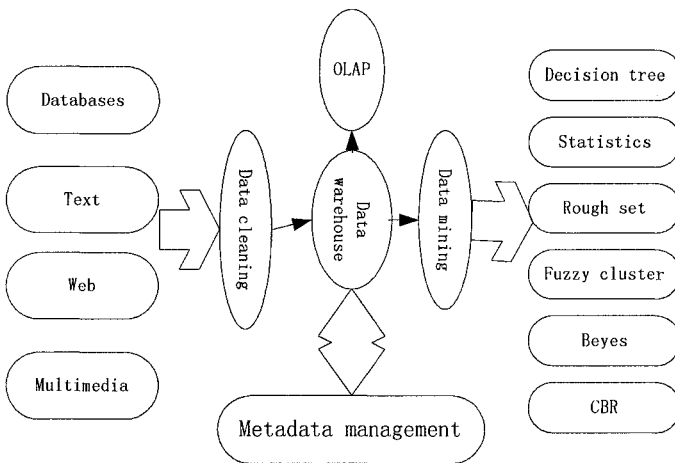 Databases
Text
Web
Multimedia
Data cleaning
OLAP
Data
warehouse
Metadata management
Data mining
Decision tree
Statistics
Rough set
Fuzzy cluster
Beyes
CBR